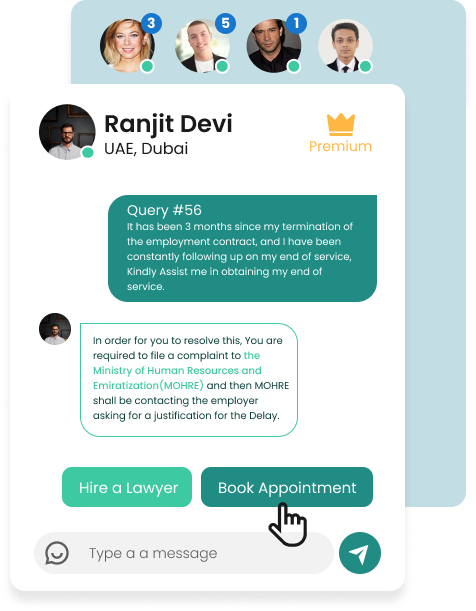 3
5
1
Ranjit Devi
UAE, Dubai
Premium
Query #56
It has been 3 months since my termination of
the employment contract, and I have been
constantly following up on my end of service,
Kindly Assist me in obtaining my end of
service.
In order for you to resolve this, You are
required to file a complaint to the
Ministry of Human Resources and
Emiratization(MOHRE) and then MOHRE
shall be contacting the employer
asking for a justification for the Delay.
Hire a Lawyer
Book Appointment
Type a a message